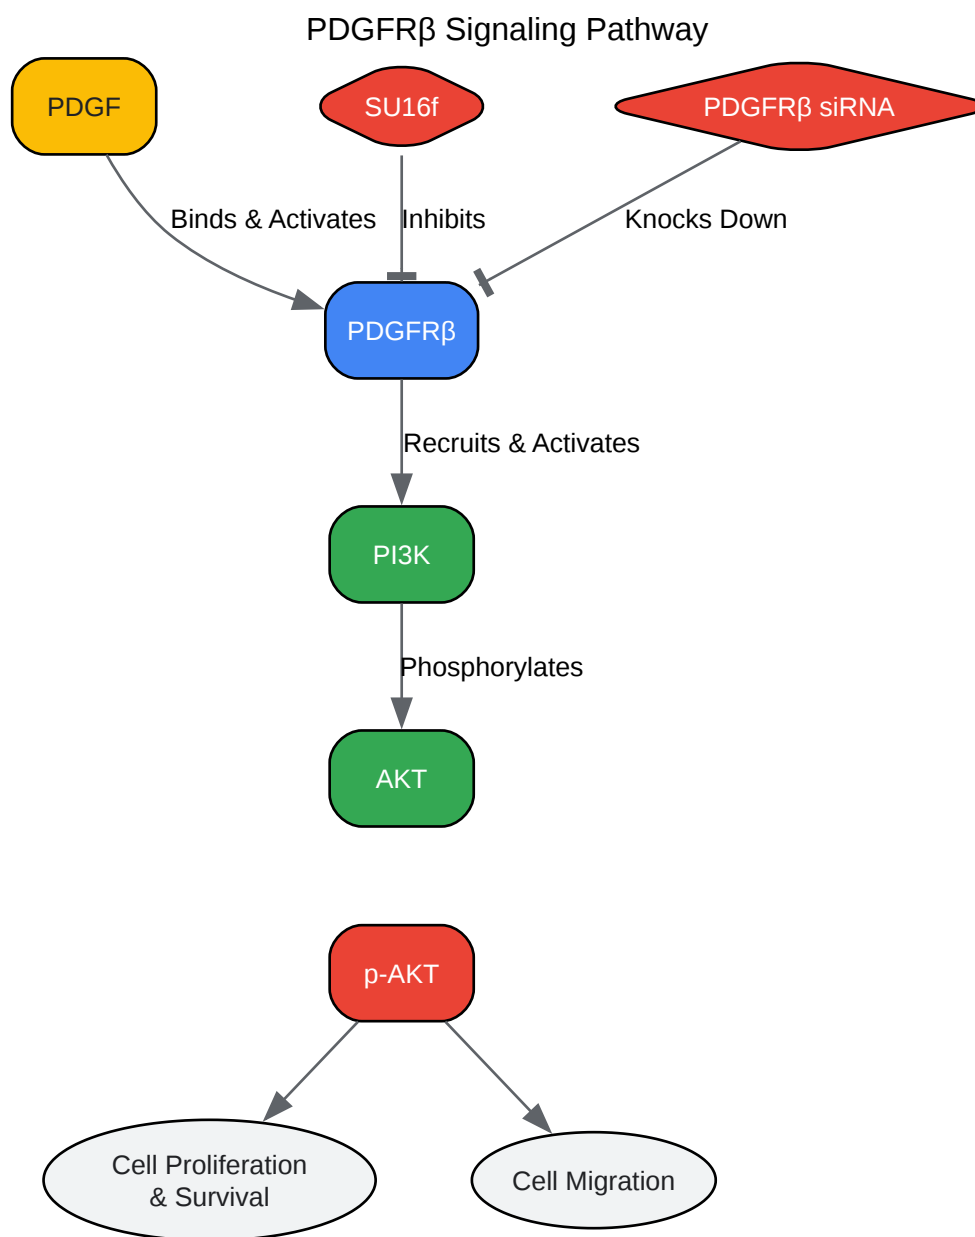 PDGFRβ Signaling Pathway
PDGF
SU16f
PDGFRβ siRNA
Binds & Activates
Inhibits
Knocks Down
PDGFRβ
Recruits & Activates
PI3K
Phosphorylates
AKT
p-AKT
Cell Proliferation
& Survival
Cell Migration